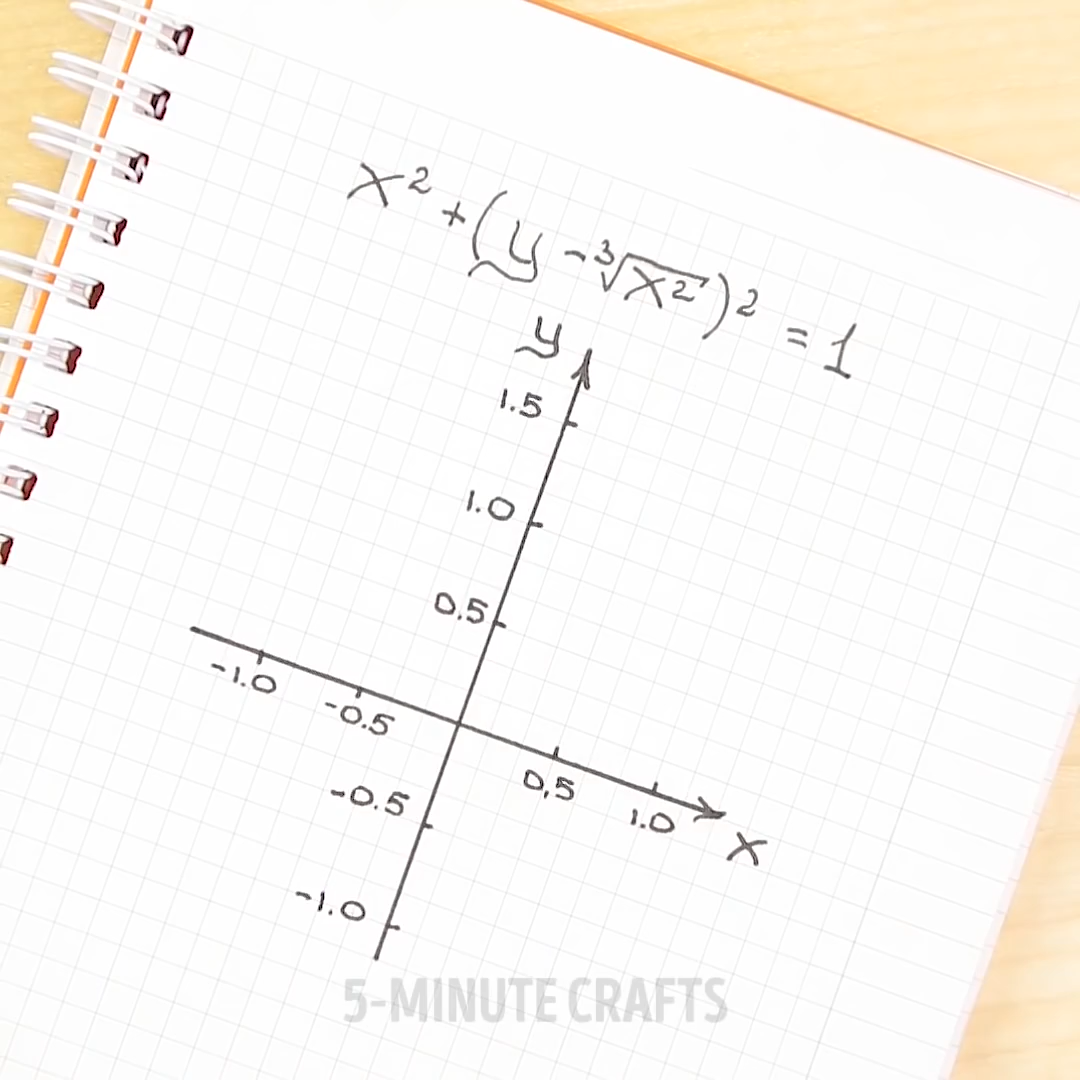 x² + (y - ³√x²)² = 1
y
1.5
1.0
0.5
-1.0
-0.5
0,5
1.0
x
-0.5
-1.0
5-MINUTE CRAFTS